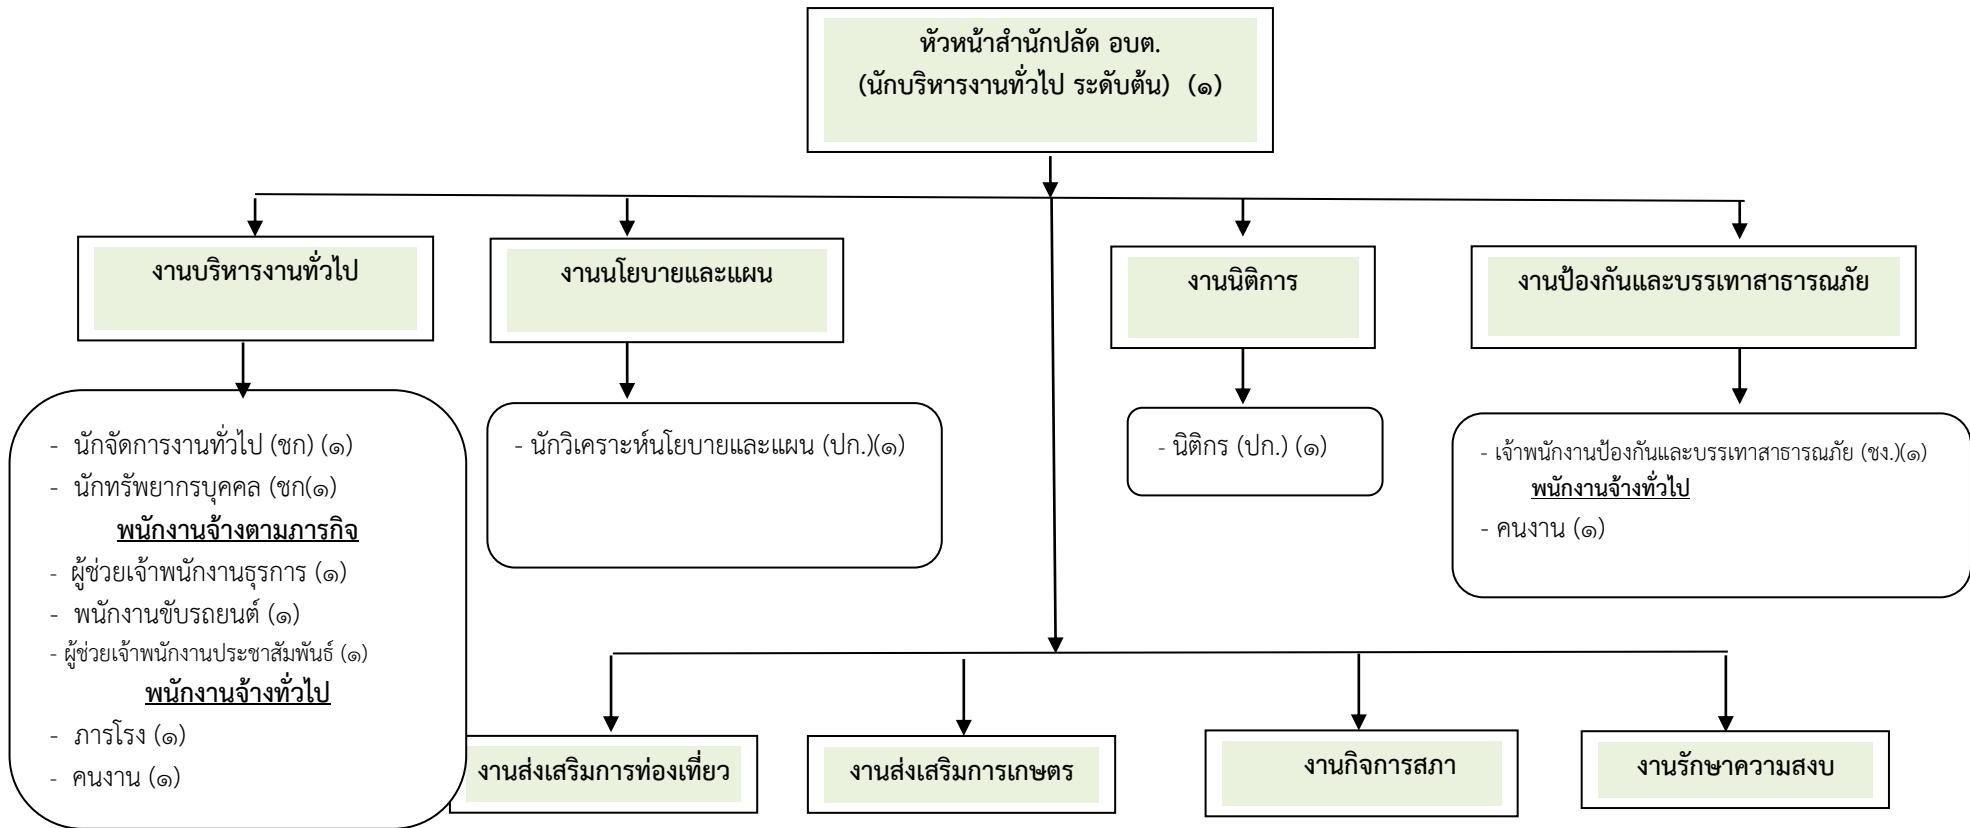 หัวหน้าสำนักปลัด อบต.
(นักบริหารงานทั่วไป ระดับต้น) (๑)
งานบริหารงานทั่วไป
งานนโยบายและแผน
งานนิติการ
งานป้องกันและบรรเทาสาธารณภัย
- นักจัดการงานทั่วไป (ชก) (๑)
- นักทรัพยากรบุคคล (ชก(๑)
พนักงานจ้างตามภารกิจ
- ผู้ช่วยเจ้าพนักงานธุรการ (๑)
- พนักงานขับรถยนต์ (๑)
- ผู้ช่วยเจ้าพนักงานประชาสัมพันธ์ (๑)
พนักงานจ้างทั่วไป
- ภารโรง (๑)
- คนงาน (๑)
- นักวิเคราะห์นโยบายและแผน (ปก.)(๑)
- นิติกร (ปก.) (๑)
- เจ้าพนักงานป้องกันและบรรเทาสาธารณภัย (ชง.)(๑)
พนักงานจ้างทั่วไป
- คนงาน (๑)
งานส่งเสริมการท่องเที่ยว
งานส่งเสริมการเกษตร
งานกิจการสภา
งานรักษาความสงบ